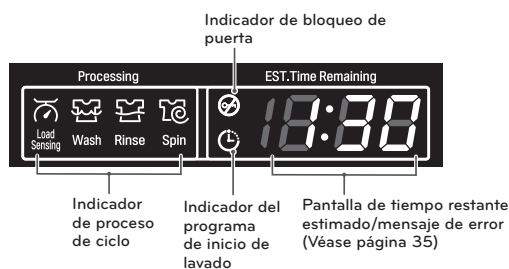 Indicador de bloqueo de
puerta
Processing
EST.Time Remaining
Load
Sensing
Wash
Rinse
Spin
1:30
Indicador
de proceso
de ciclo
Indicador del
programa
de inicio de
lavado
Pantalla de tiempo restante
estimado/mensaje de error
(Véase página 35)